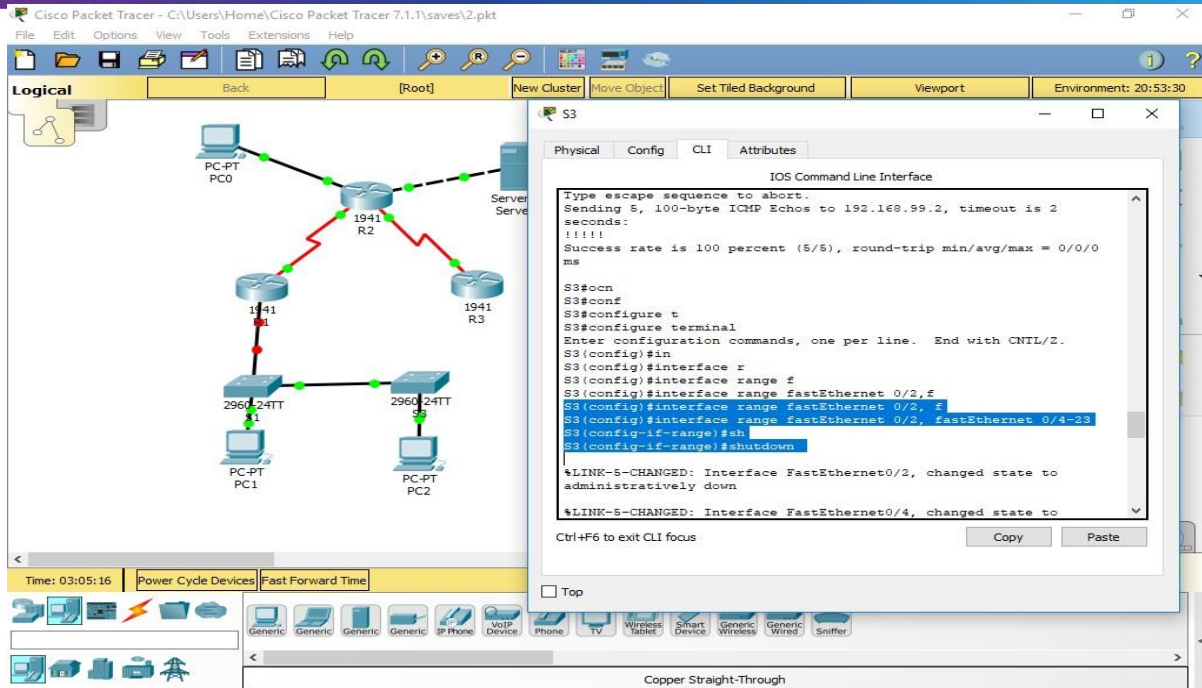 Cisco Packet Tracer - C:\Users\Home\Cisco Packet Tracer 7.1.1\saves\2.pkt
File Edit Options View Tools Extensions Help
Logical Back [Root] New Cluster Move Object Set Tiled Background Viewport Environment: 20:53:30
PC-PT
PC0
1941
R2
Server
Serve
1941
1941
R3
2960-24TT
2960-24TT
PC-PT
PC1
PC-PT
PC2
S3
Physical Config CLI Attributes
IOS Command Line Interface
Type escape sequence to abort.
Sending 5, 100-byte ICMP Echos to 192.168.99.2, timeout is 2
seconds:
!!!!!
Success rate is 100 percent (5/5), round-trip min/avg/max = 0/0/0
ms
S3#ocn
S3#conf
S3#configure t
S3#configure terminal
Enter configuration commands, one per line. End with CNTL/Z.
S3(config)#in
S3(config)#interface r
S3(config)#interface range f
S3(config)#interface range fastEthernet 0/2,f
S3(config)#interface range fastEthernet 0/2, f
S3(config)#interface range fastEthernet 0/2, fastEthernet 0/4-23
S3(config-if-range)#sh
S3(config-if-range)#shutdown
%LINK-5-CHANGED: Interface FastEthernet0/2, changed state to
administratively down
%LINK-5-CHANGED: Interface FastEthernet0/4, changed state to
Ctrl+F6 to exit CLI focus Copy Paste
Top
Time: 03:05:16 Power Cycle Devices Fast Forward Time
Generic Generic Generic Generic IP Phone VoIP Device Phone TV Wireless Tablet Smart Device Generic Wireless Generic Wired Sniffer
Copper Straight-Through